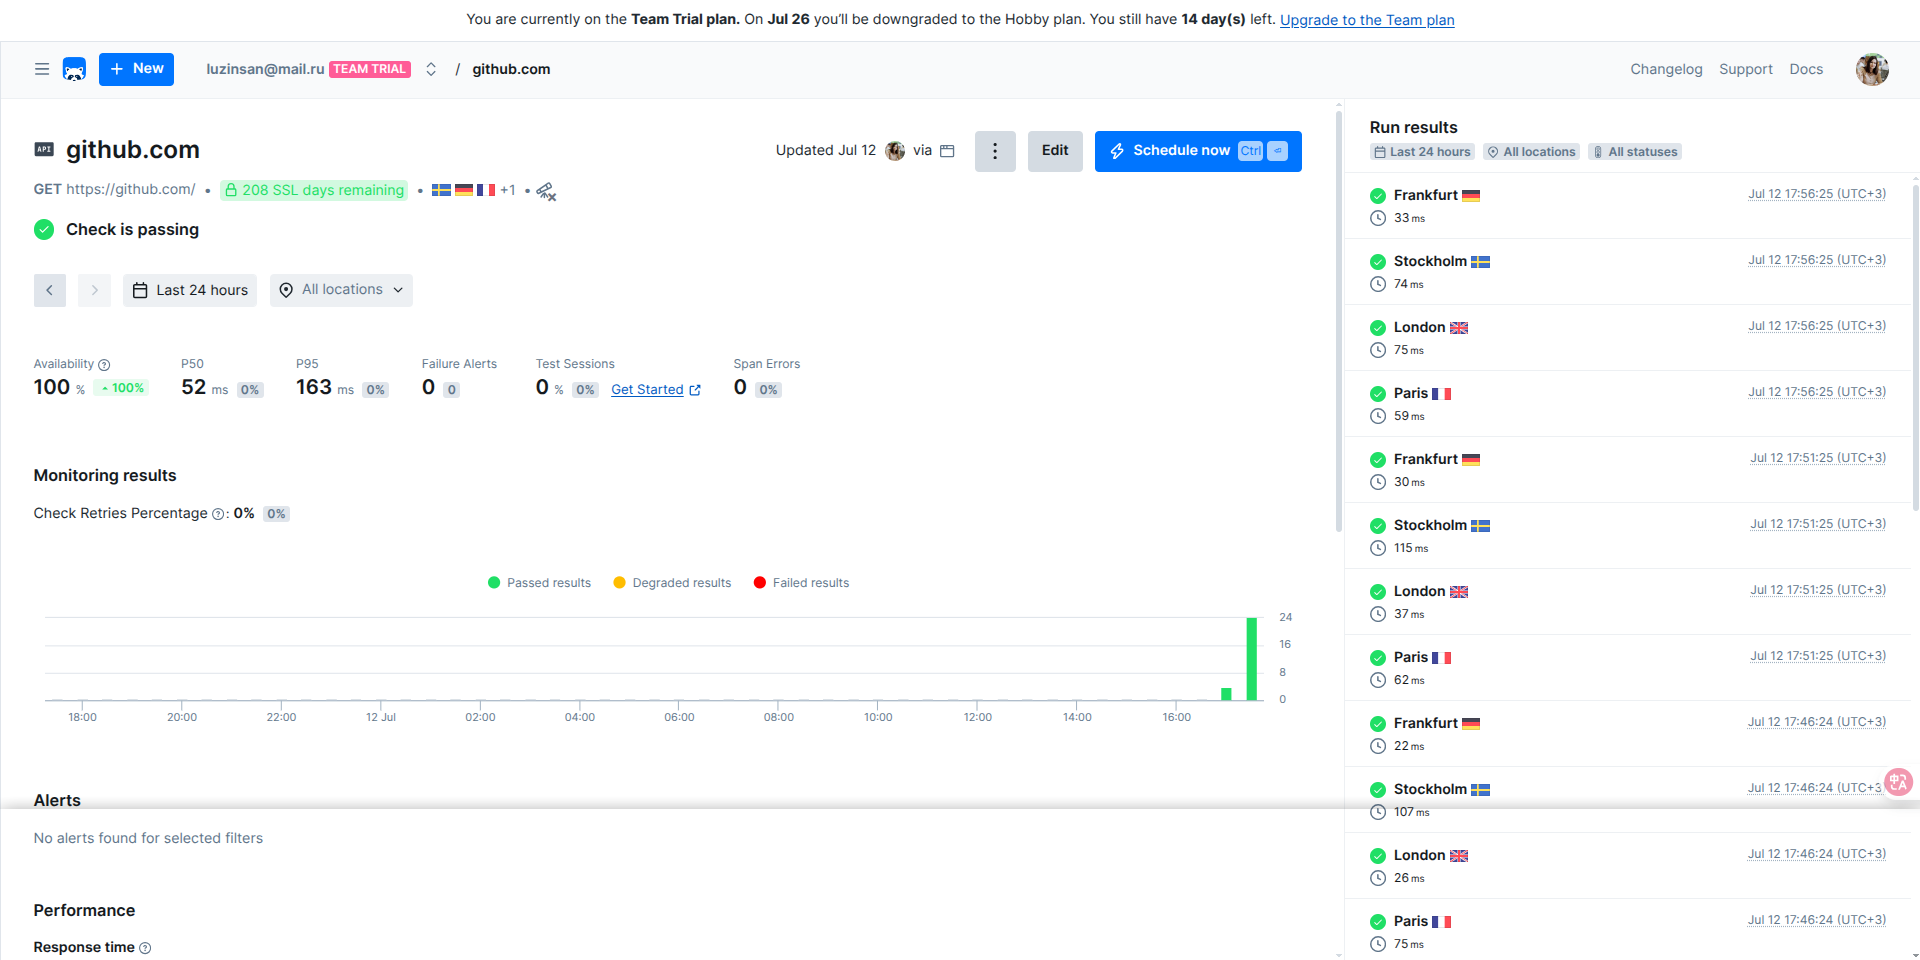 You are currently on the Team Trial plan. On Jul 26 you'll be downgraded to the Hobby plan. You still have 14 day(s) left. Upgrade to the Team plan
New
luzinsan@mail.ru TEAM TRIAL / github.com
Changelog Support Docs
API github.com
Updated Jul 12 via
Edit
Schedule now Ctrl ⏎
GET https://github.com/ • 208 SSL days remaining • +1 •
Check is passing
Last 24 hours
All locations
Availability
100 % 100%
P50
52 ms 0%
P95
163 ms 0%
Failure Alerts
0 0
Test Sessions
0 % 0% Get Started
Span Errors
0 0%
Monitoring results
Check Retries Percentage : 0% 0%
Passed results Degraded results Failed results
24
16
8
0
18:00 20:00 22:00 12 Jul 02:00 04:00 06:00 08:00 10:00 12:00 14:00 16:00
Alerts
No alerts found for selected filters
Performance
Response time
Run results
Last 24 hours All locations All statuses
Frankfurt Jul 12 17:56:25 (UTC+3)
33 ms
Stockholm Jul 12 17:56:25 (UTC+3)
74 ms
London Jul 12 17:56:25 (UTC+3)
75 ms
Paris Jul 12 17:56:25 (UTC+3)
59 ms
Frankfurt Jul 12 17:51:25 (UTC+3)
30 ms
Stockholm Jul 12 17:51:25 (UTC+3)
115 ms
London Jul 12 17:51:25 (UTC+3)
37 ms
Paris Jul 12 17:51:25 (UTC+3)
62 ms
Frankfurt Jul 12 17:46:24 (UTC+3)
22 ms
Stockholm Jul 12 17:46:24 (UTC+3
107 ms
London Jul 12 17:46:24 (UTC+3)
26 ms
Paris Jul 12 17:46:24 (UTC+3)
75 ms
中A